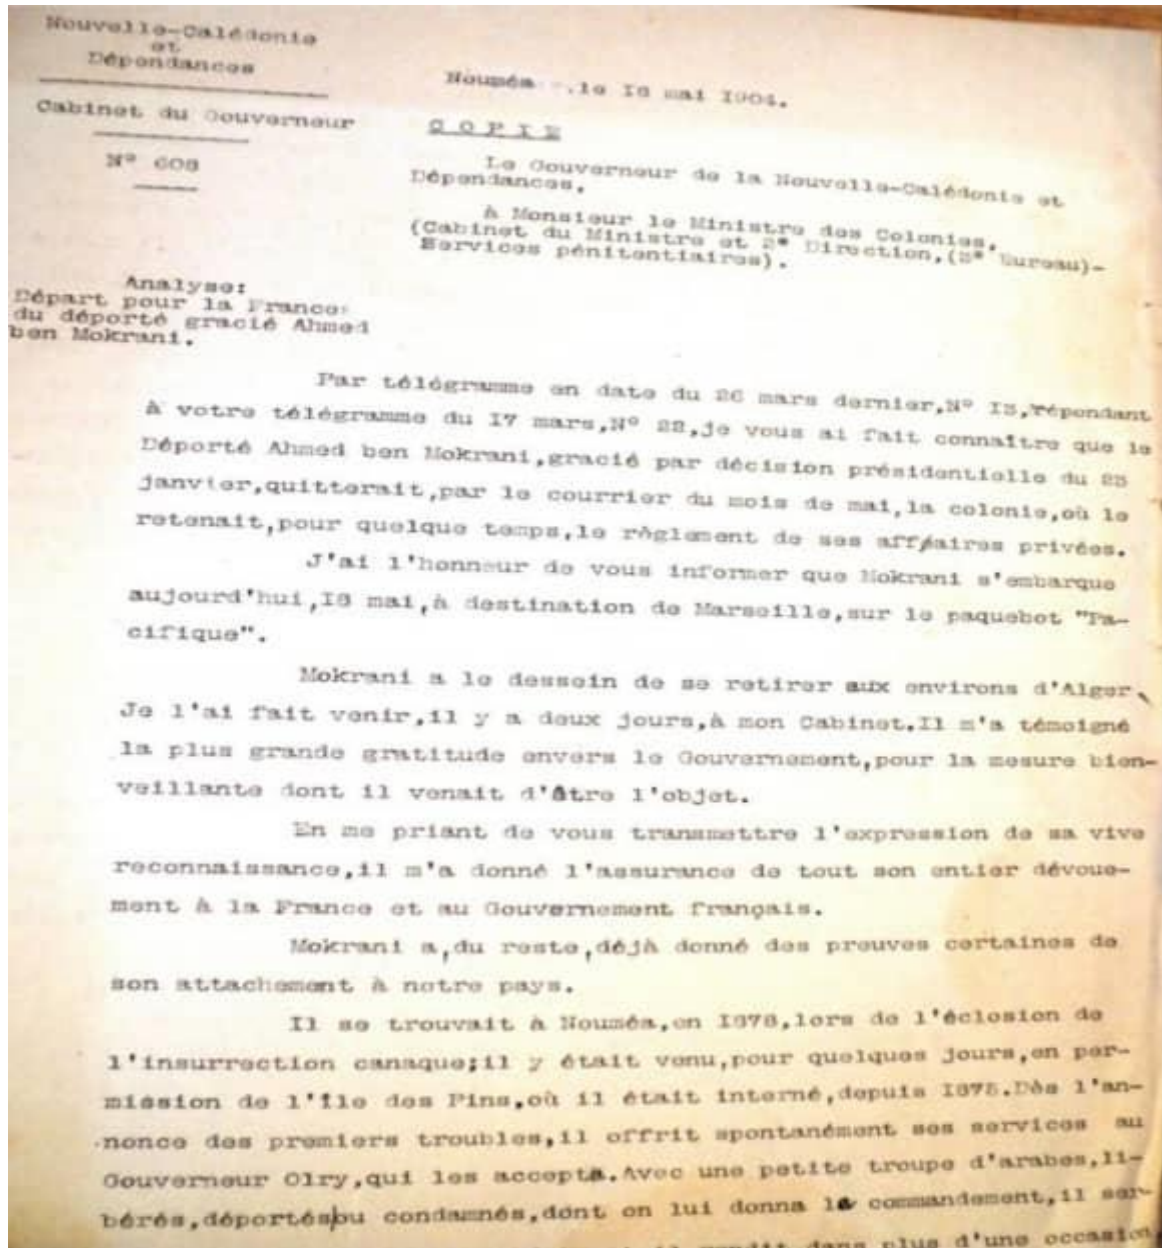 Nouvelle-Calédonie
et
Dépendances
Nouméa, le 18 mai 1904.
Cabinet du Gouverneur
COPIE
N° 608
Le Gouverneur de la Nouvelle-Calédonie et
Dépendances,
à Monsieur le Ministre des Colonies,
(Cabinet du Ministre et 2° Direction,(2° Bureau)-
Services pénitentiaires).
Analyse:
Départ pour la France
du déporté gracié Ahmed
ben Mokrani.
Par télégramme en date du 26 mars dernier,N° 13,répondant
à votre télégramme du 17 mars,N° 22,je vous ai fait connaître que le
Déporté Ahmed ben Mokrani,gracié par décision présidentielle du 25
janvier,quitterait,par le courrier du mois de mai,la colonie,où le
retenait,pour quelque temps,le règlement de ses affaires privées.
J'ai l'honneur de vous informer que Mokrani s'embarque
aujourd'hui,18 mai,à destination de Marseille,sur le paquebot "Pa-
cifique".
Mokrani a le dessein de se retirer aux environs d'Alger
Je l'ai fait venir,il y a deux jours,à mon Cabinet.Il m'a témoigné
la plus grande gratitude envers le Gouvernement,pour la mesure bien-
veillante dont il venait d'être l'objet.
En me priant de vous transmettre l'expression de sa vive
reconnaissance,il m'a donné l'assurance de tout son entier dévoue-
ment à la France et au Gouvernement français.
Mokrani a,du reste,déjà donné des preuves certaines de
son attachement à notre pays.
Il se trouvait à Nouméa,en 1878,lors de l'éclosion de
l'insurrection canaque;il y était venu,pour quelques jours,en per-
mission de l'île des Pins,où il était interné,depuis 1875.Dès l'an-
nonce des premiers troubles,il offrit spontanément ses services au
Gouverneur Olry,qui les accepta.Avec une petite troupe d'arabes,li-
bérés,déportés ou condamnés,dont on lui donna le commandement,il ser-
dans plus d'une occasion